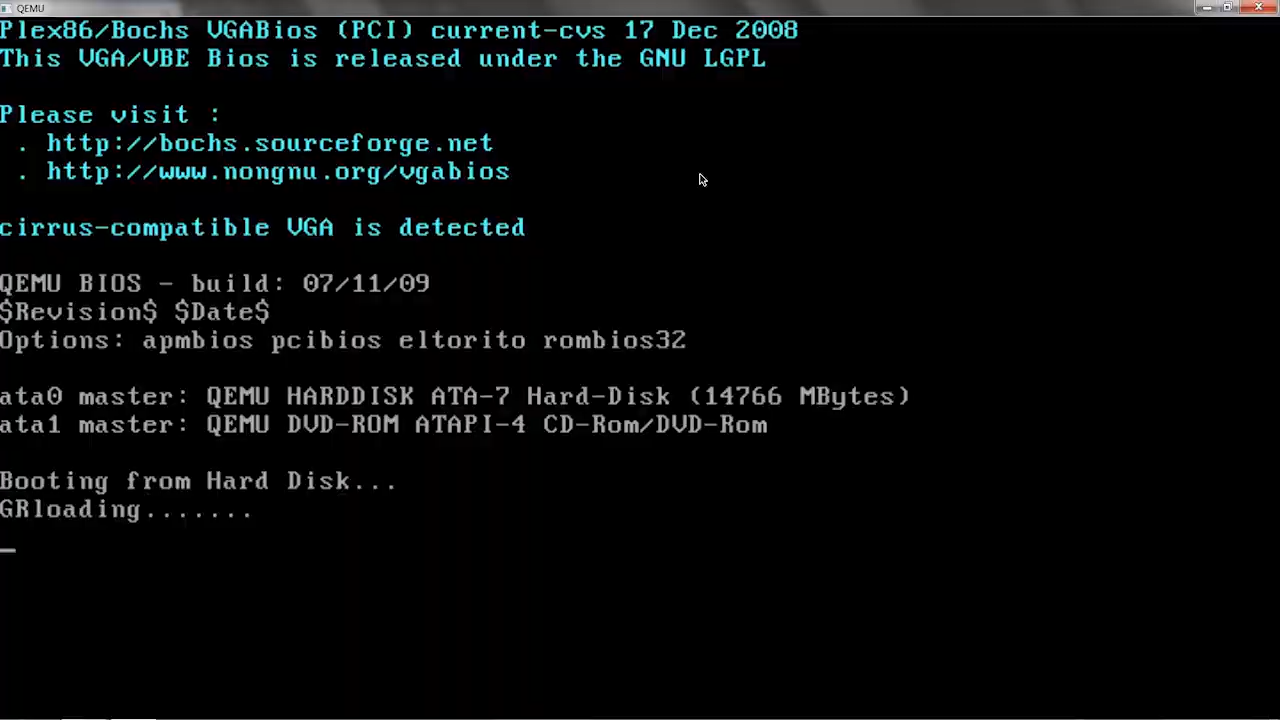 QEMU
Plex86/Bochs VGABios (PCI) current-cvs 17 Dec 2008
This VGA/VBE Bios is released under the GNU LGPL
Please visit :
. http://bochs.sourceforge.net
. http://www.nongnu.org/vgabios
cirrus-compatible VGA is detected
QEMU BIOS - build: 07/11/09
$Revision$ $Date$
Options: apmbios pcibios eltorito rombios32
ata0 master: QEMU HARDDISK ATA-7 Hard-Disk (14766 MBytes)
ata1 master: QEMU DVD-ROM ATAPI-4 CD-Rom/DVD-Rom
Booting from Hard Disk...
GRloading.......
_